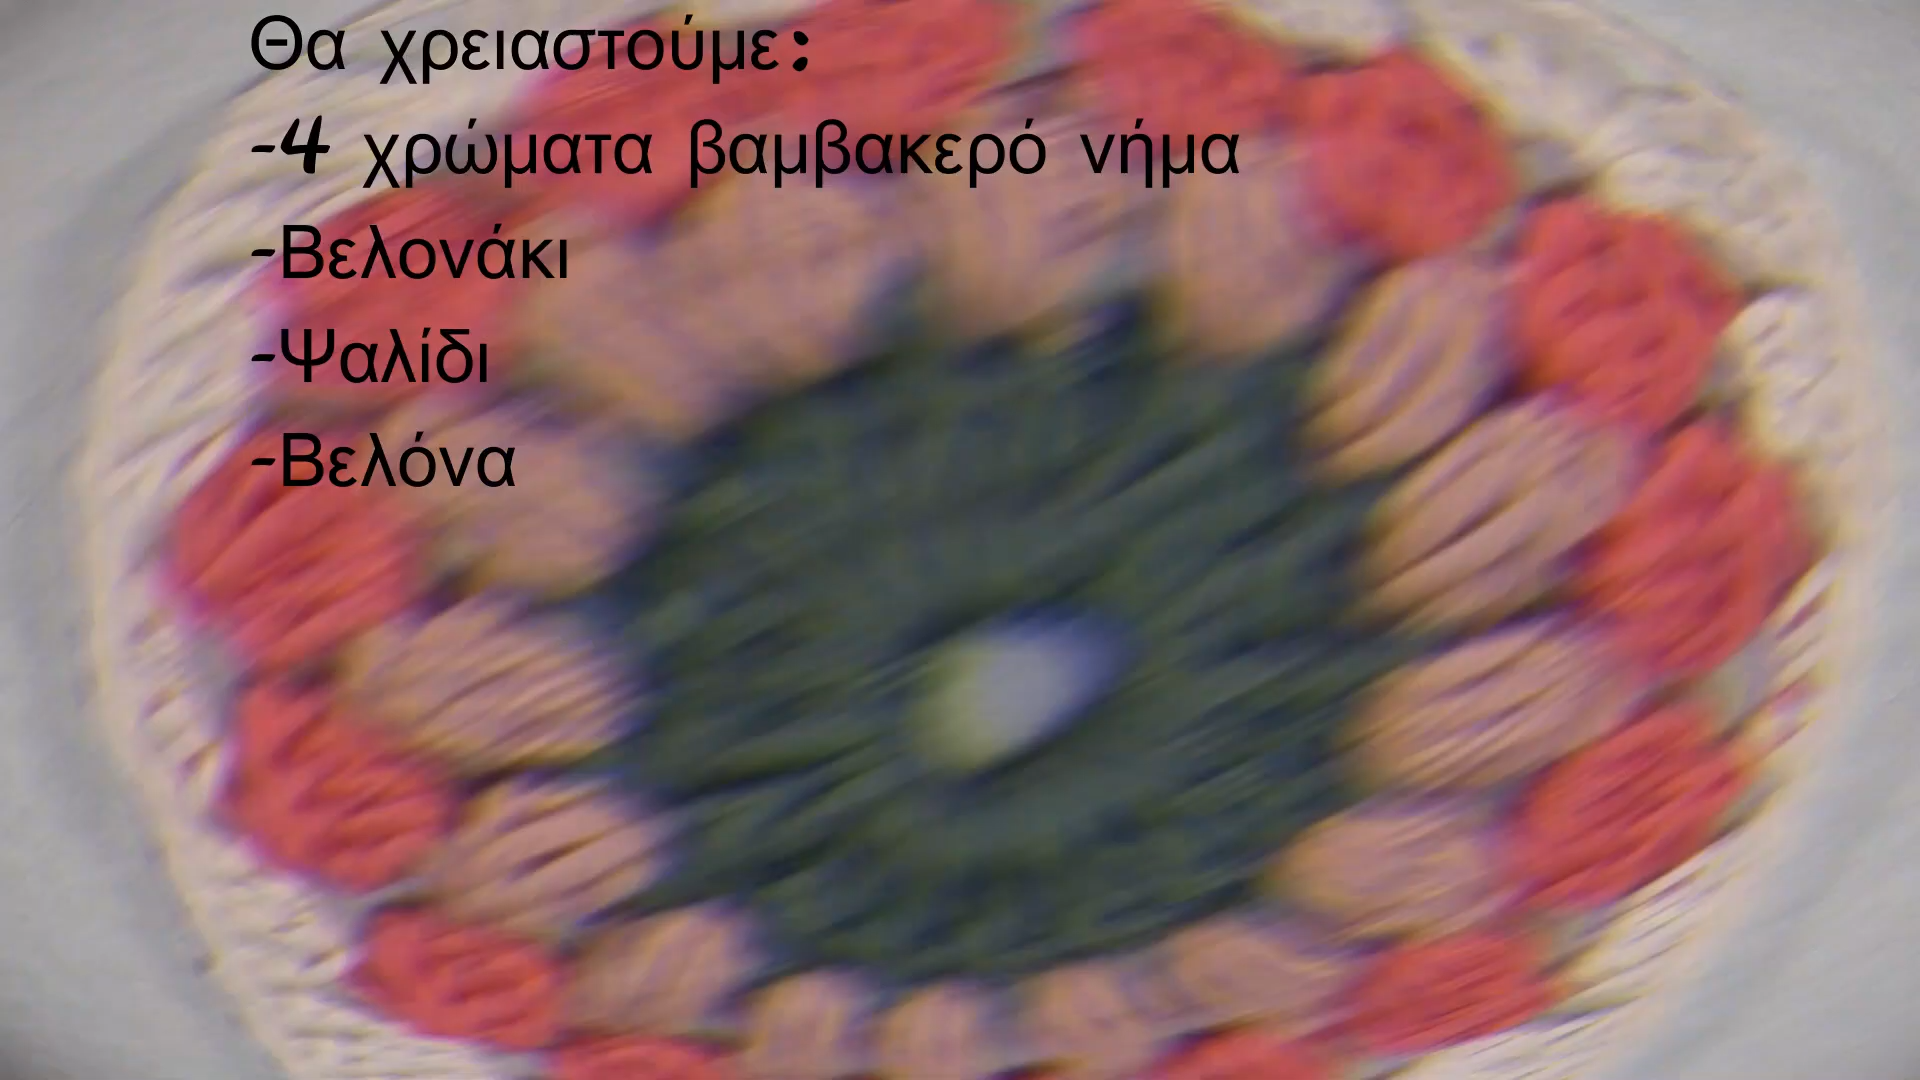 Θα χρειαστούμε:
-4 χρώματα βαμβακερό νήμα
-Βελονάκι
-Ψαλίδι
-Βελόνα